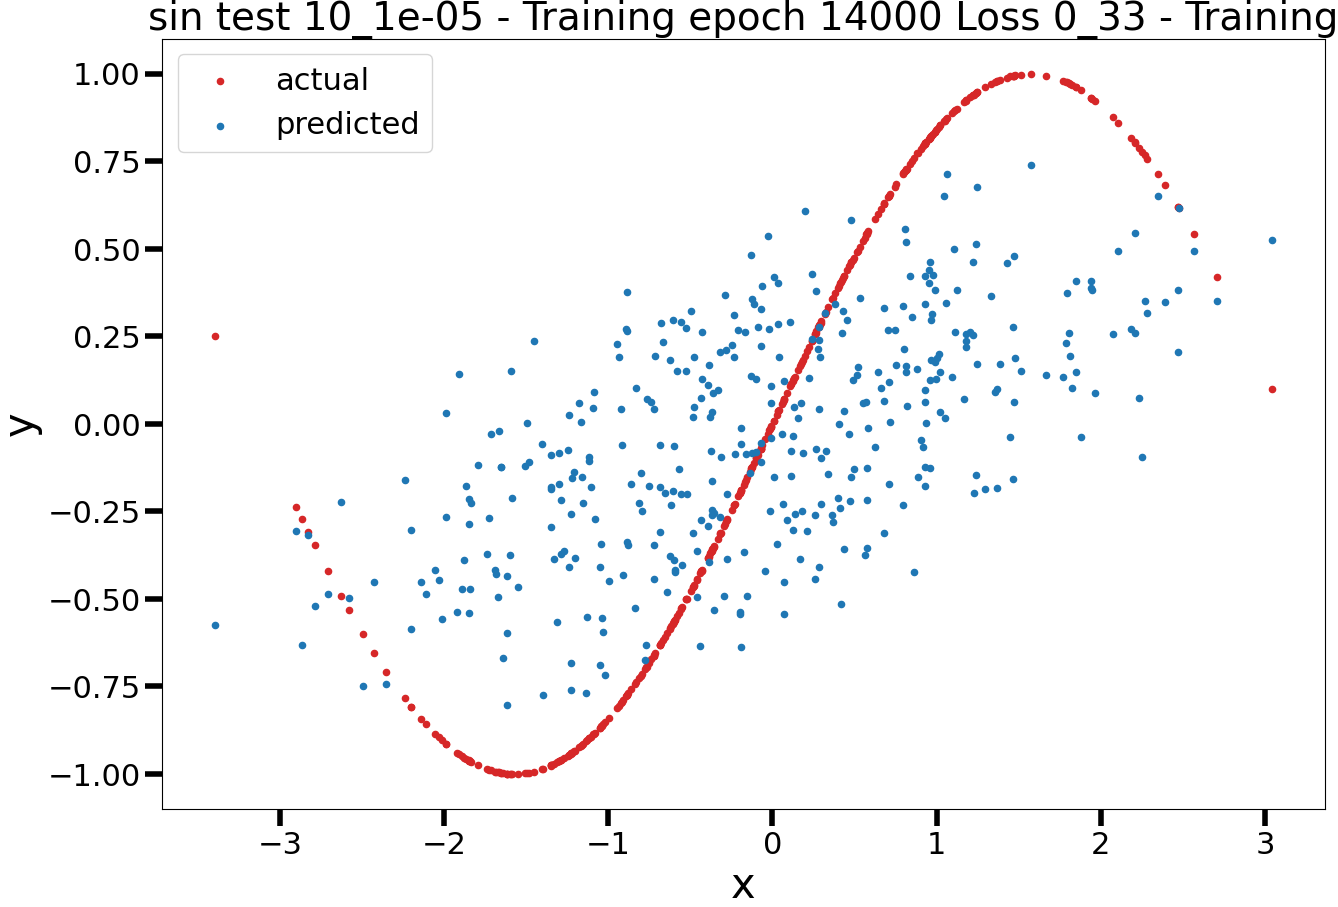 sin test 10_1e-05 - Training epoch 14000 Loss 0_33 - Training
actual
predicted
1.00
0.75
0.50
0.25
0.00
−0.25
−0.50
−0.75
−1.00
y
−3 −2 −1 0 1 2 3
x